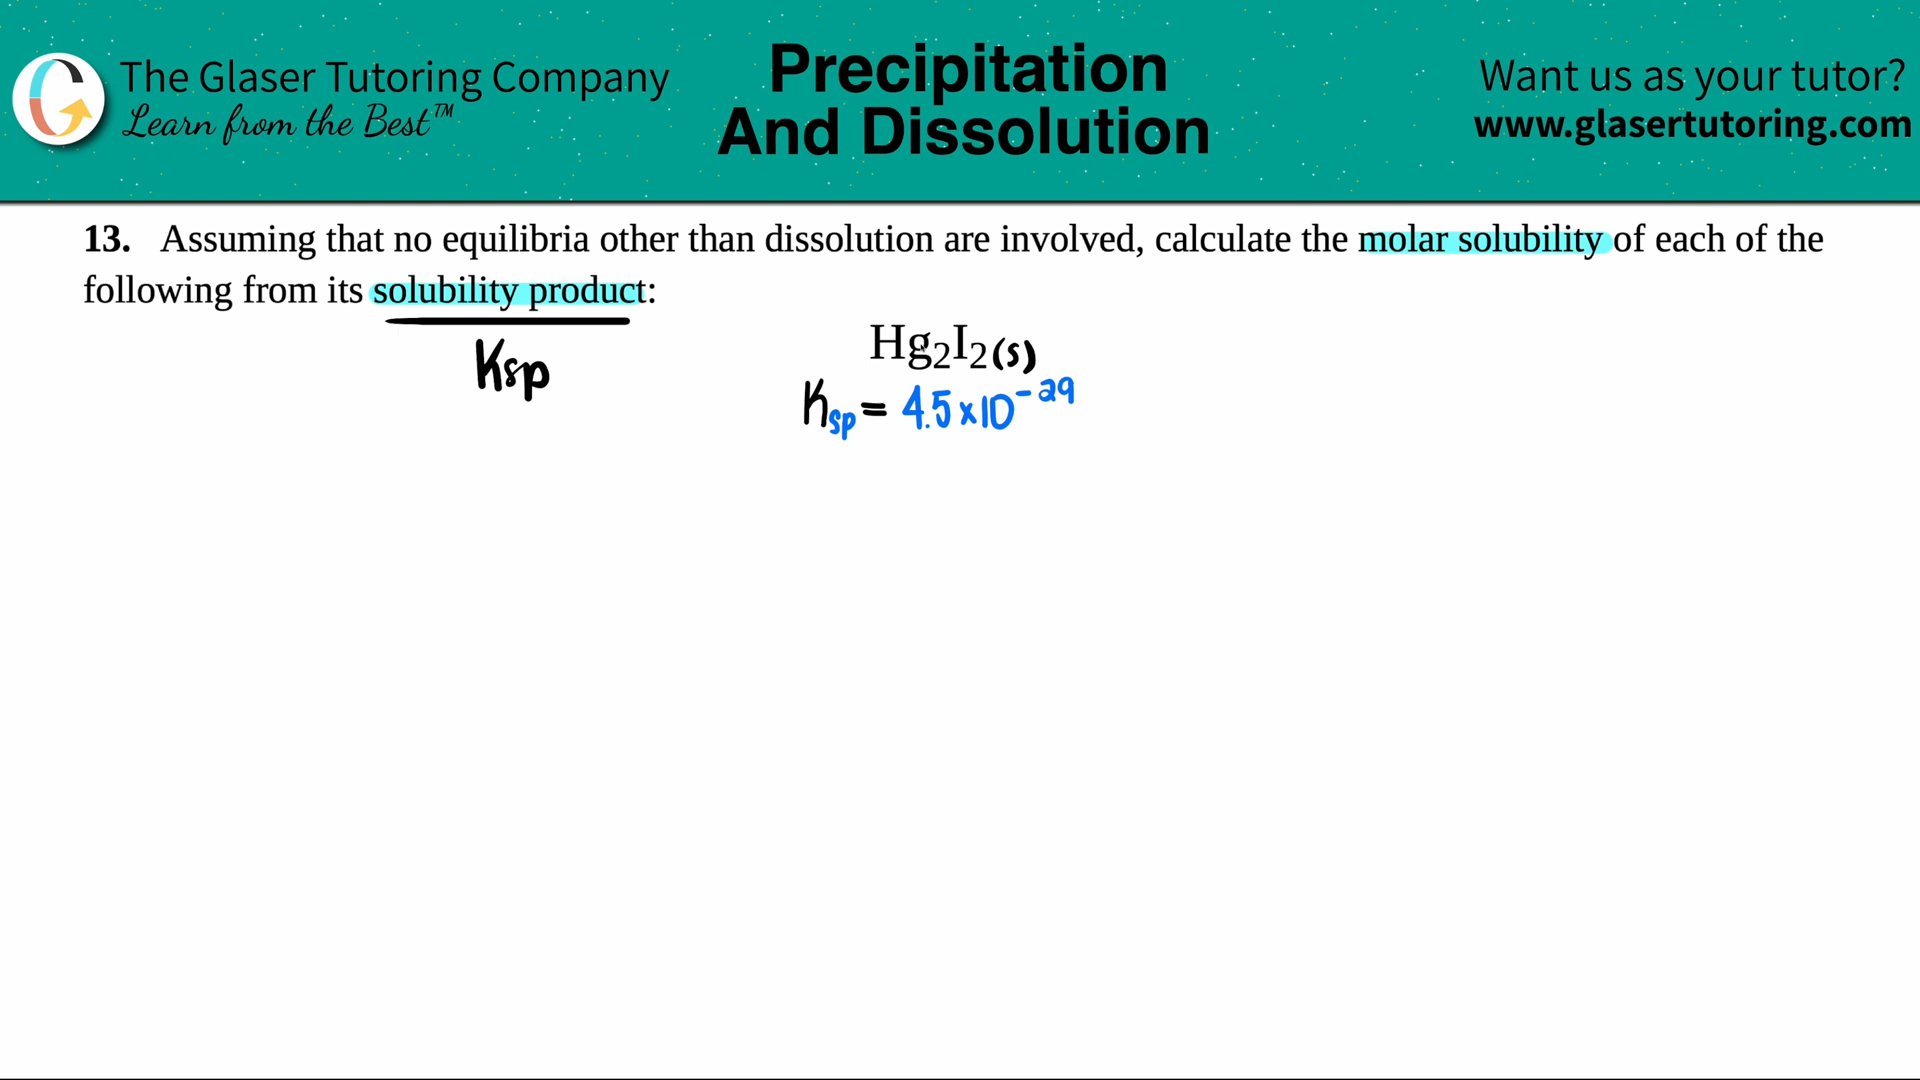 The Glaser Tutoring Company
Learn from the Best™
Precipitation
And Dissolution
Want us as your tutor?
www.glasertutoring.com
13. Assuming that no equilibria other than dissolution are involved, calculate the molar solubility of each of the
following from its solubility product:
Ksp
Hg₂I₂(s)
Ksp = 4.5×10⁻²⁹